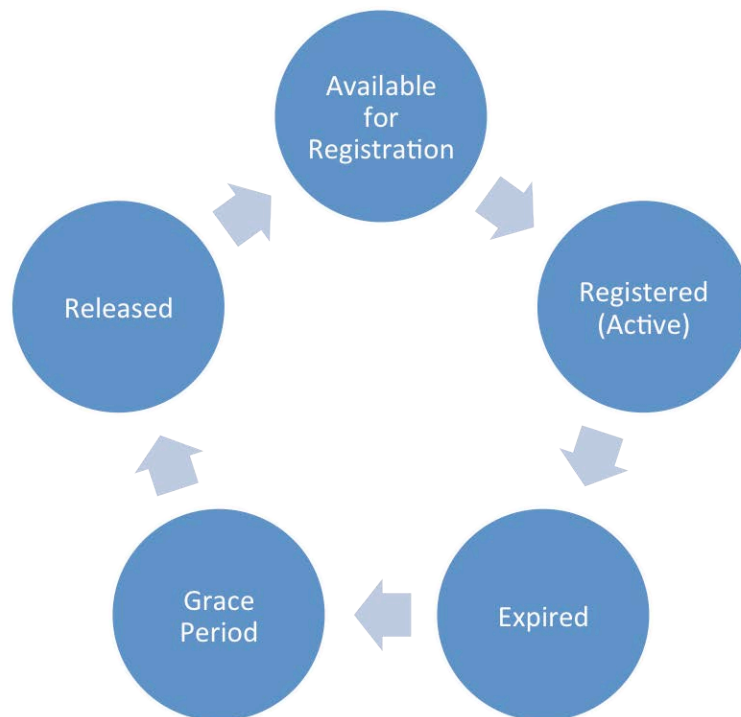 Available
for
Registration
Registered
(Active)
Expired
Grace
Period
Released